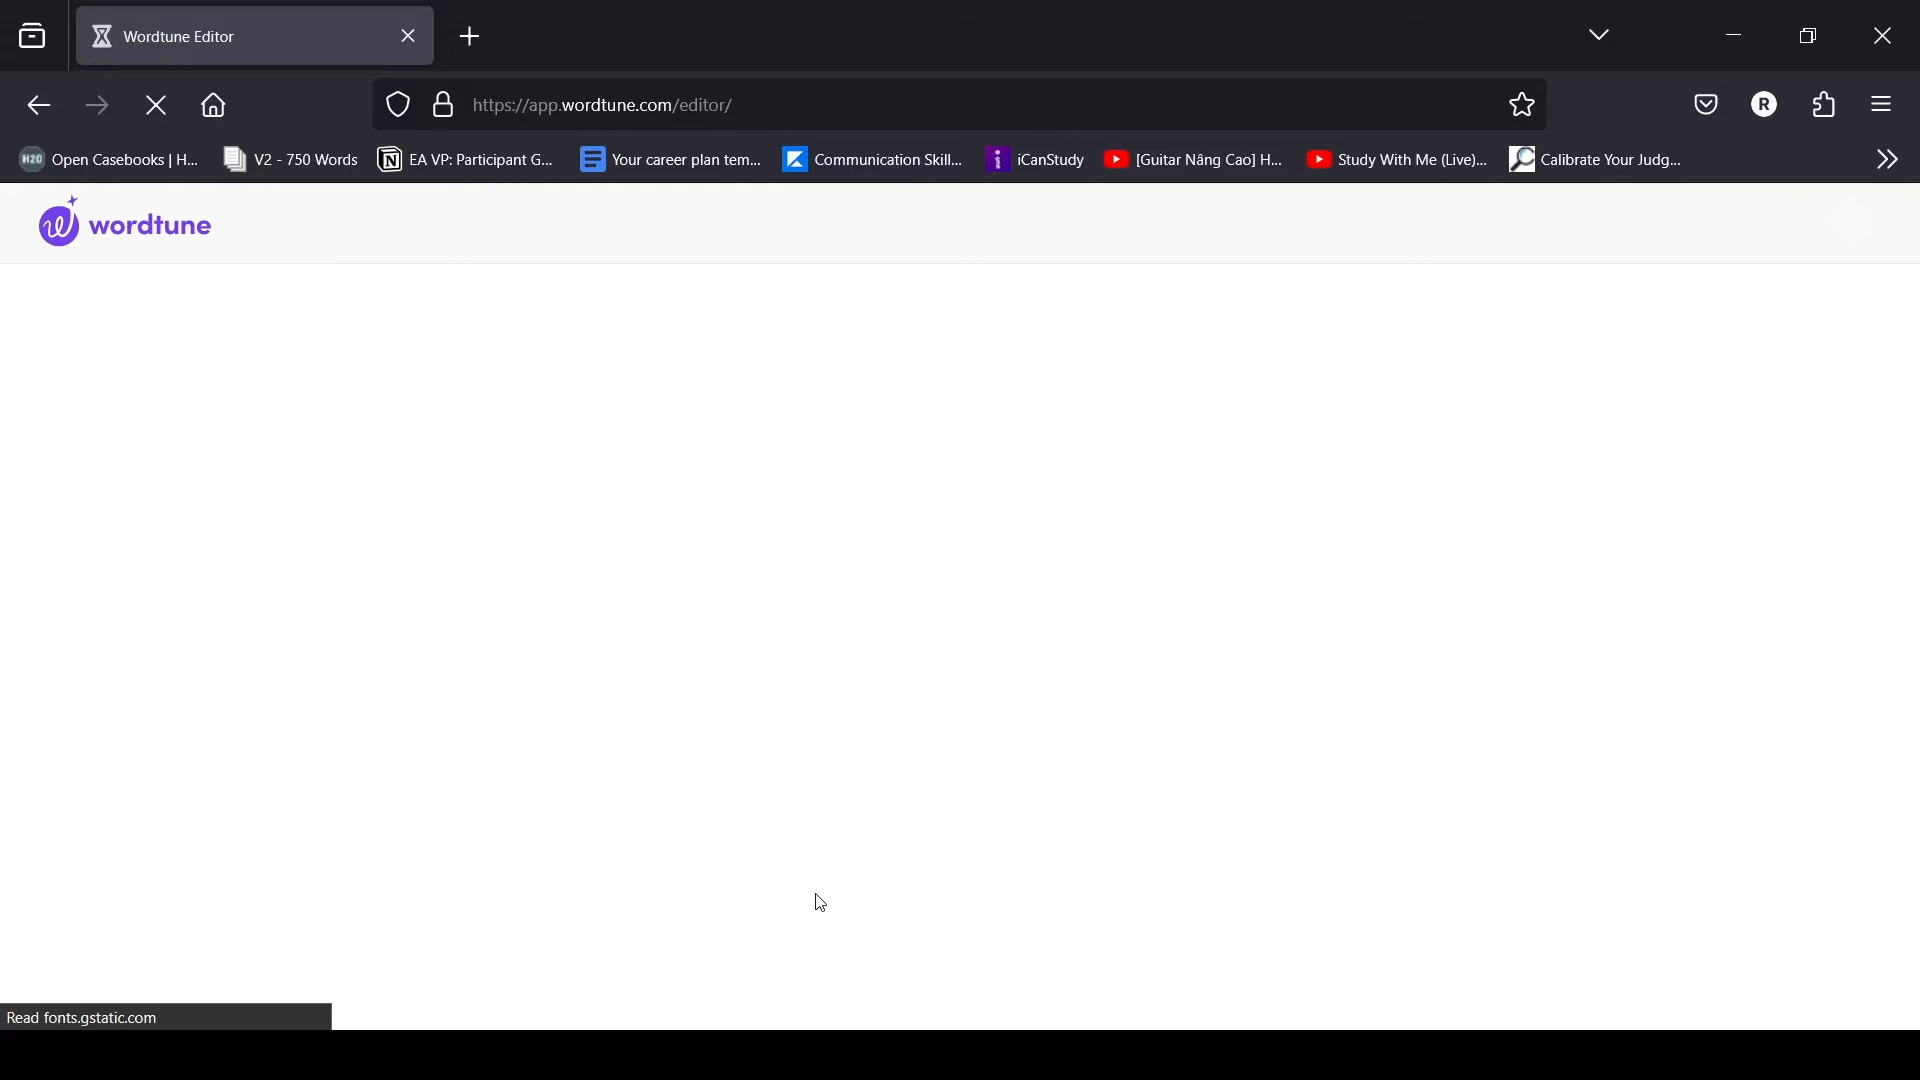 Wordtune Editor
https://app.wordtune.com/editor/
R
H2O Open Casebooks | H...
V2 - 750 Words
EA VP: Participant G...
Your career plan tem...
Communication Skill...
iCanStudy
[Guitar Nâng Cao] H...
Study With Me (Live)...
Calibrate Your Judg...
wordtune
Read fonts.gstatic.com